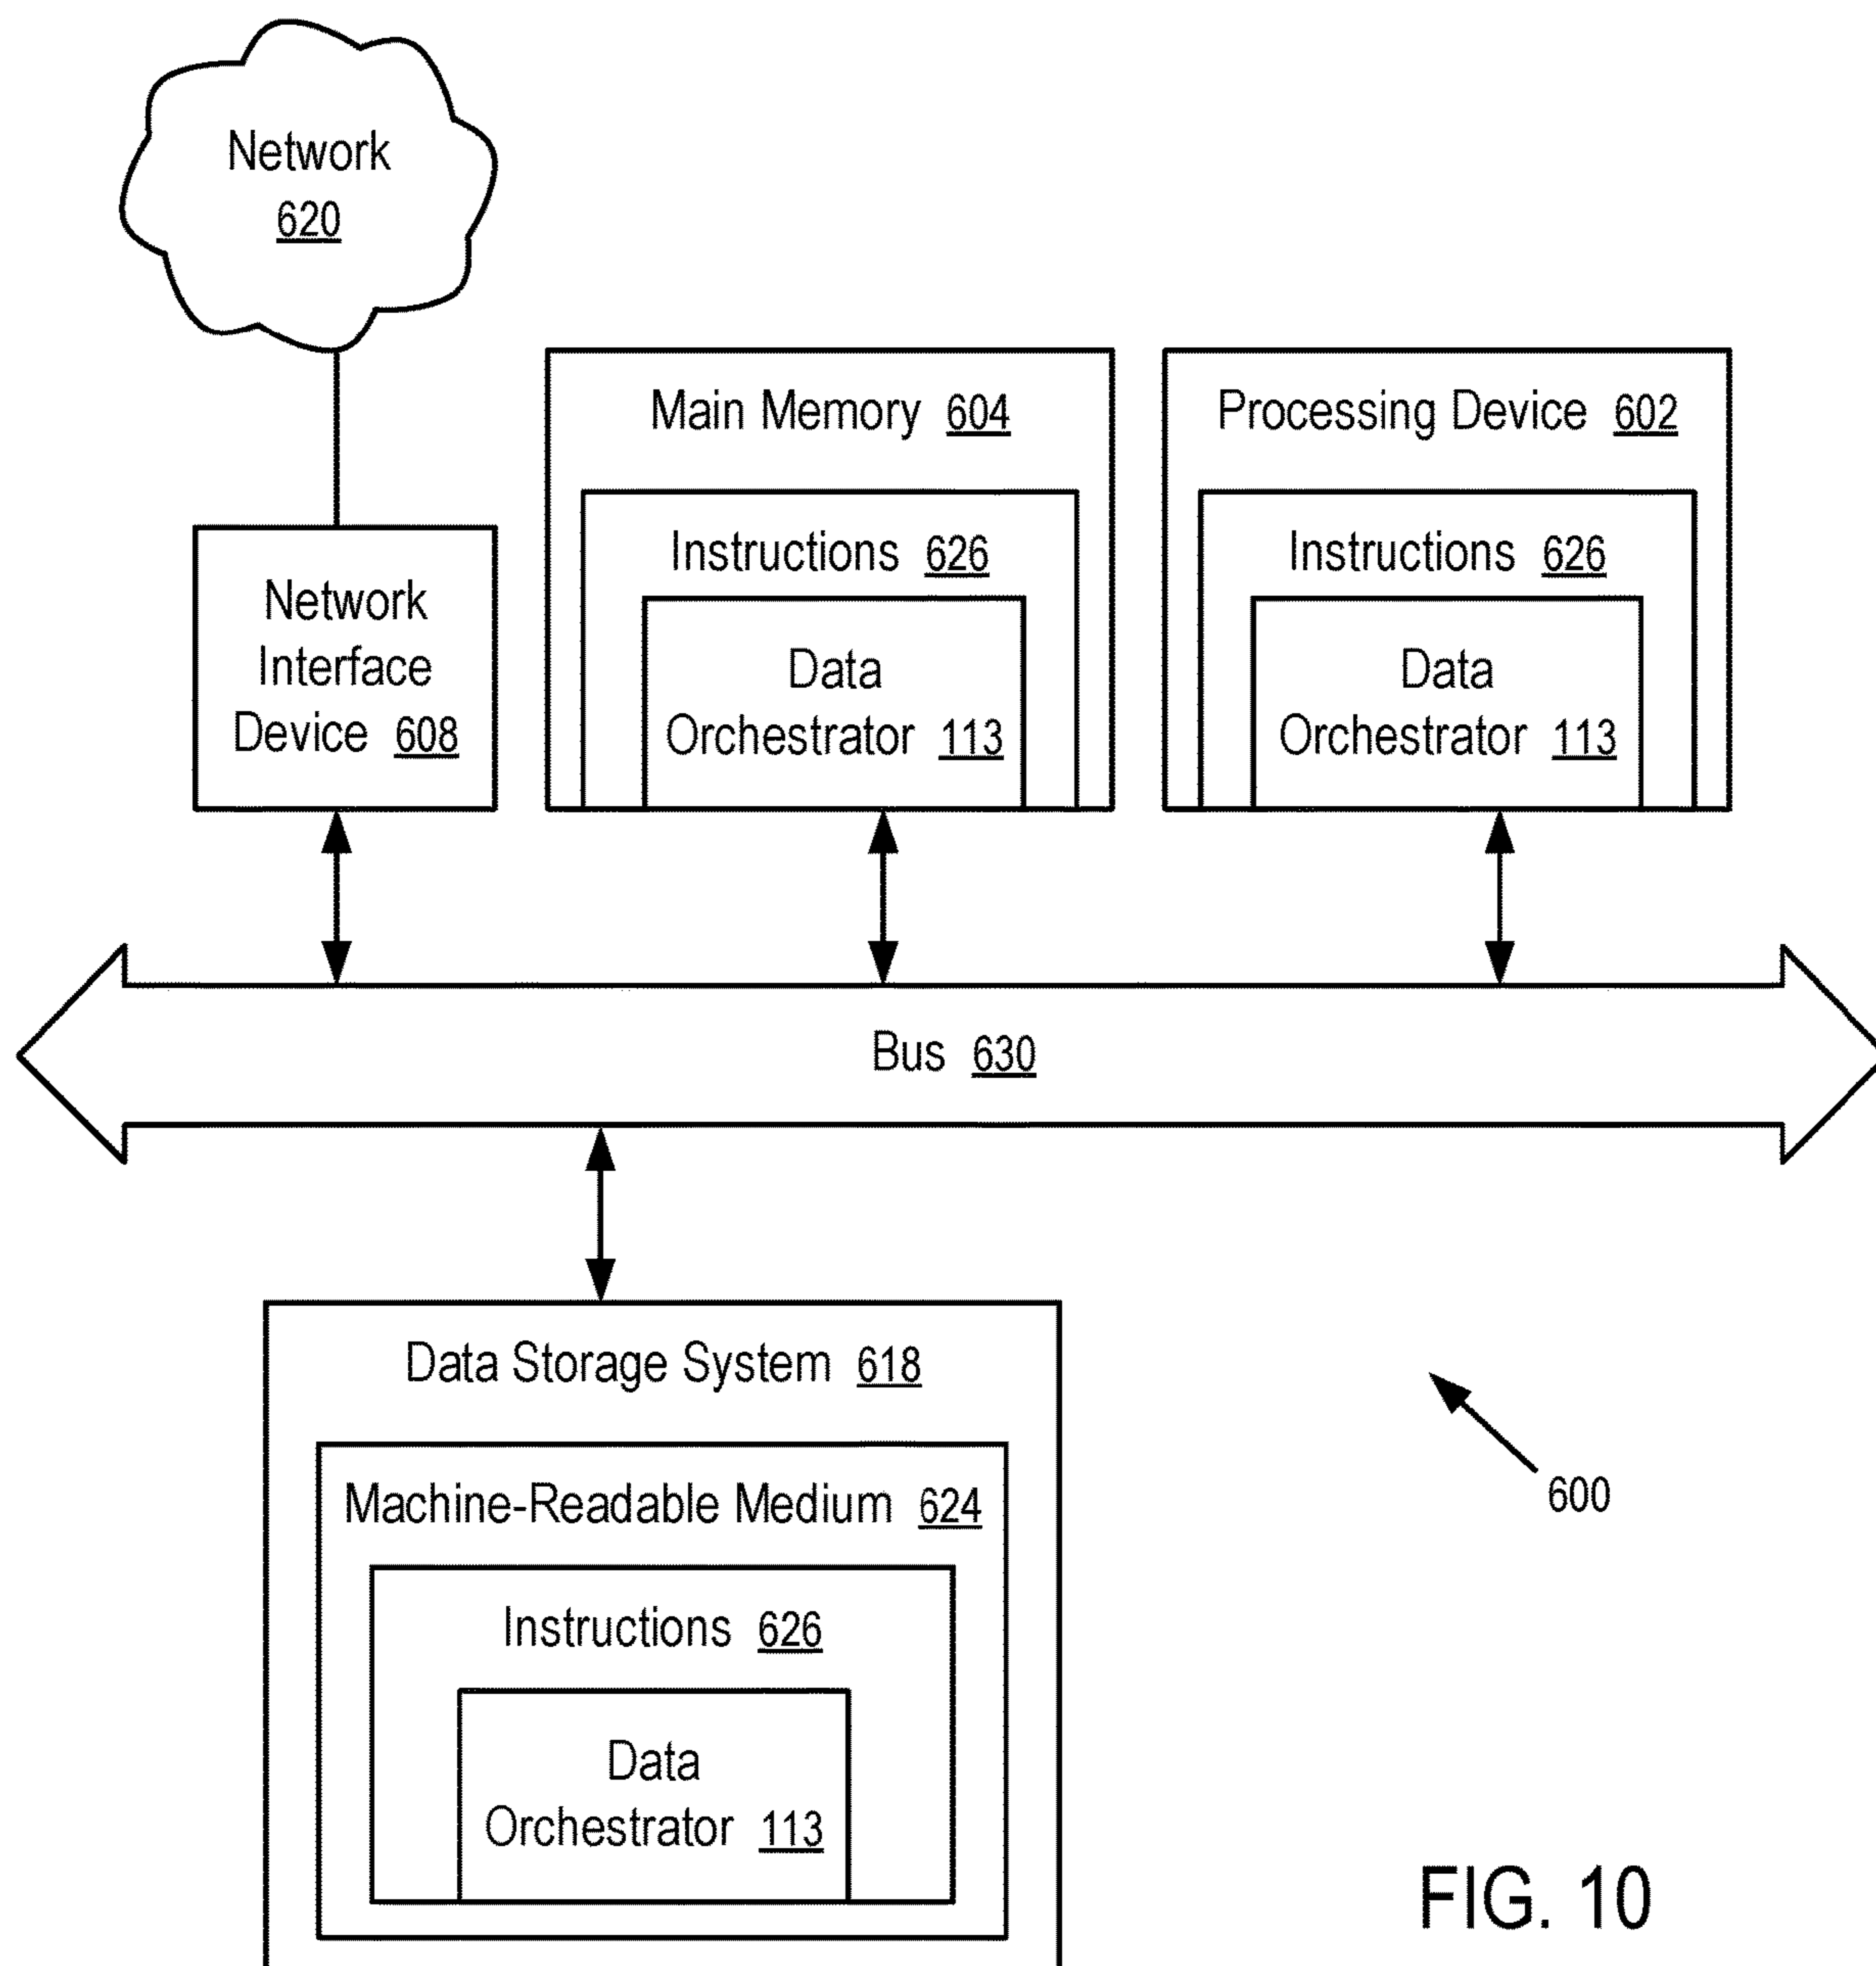 Network
620
Main Memory 604
Processing Device 602
Instructions 626
Instructions 626
Network
Interface
Device 608
Data
Orchestrator 113
Data
Orchestrator 113
Bus 630
Data Storage System 618
Machine-Readable Medium 624
600
Instructions 626
Data
Orchestrator 113
FIG. 10